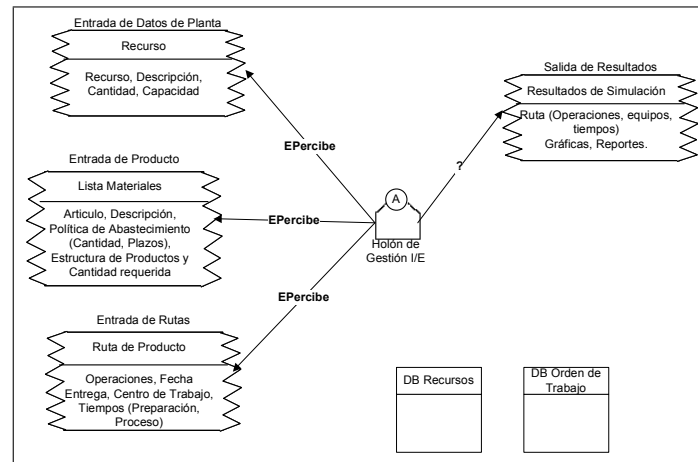 Entrada de Datos de Planta
Recurso
Recurso, Descripción,
Cantidad, Capacidad
EPercibe
Salida de Resultados
Resultados de Simulación
Ruta (Operaciones, equipos,
tiempos)
Gráficas, Reportes.
?
Entrada de Producto
Lista Materiales
Articulo, Descripción,
Política de Abastecimiento
(Cantidad, Plazos),
Estructura de Productos y
Cantidad requerida
EPercibe
A
Holón de
Gestión I/E
EPercibe
Entrada de Rutas
Ruta de Producto
Operaciones, Fecha
Entrega, Centro de Trabajo,
Tiempos (Preparación,
Proceso)
DB Recursos
DB Orden de
Trabajo